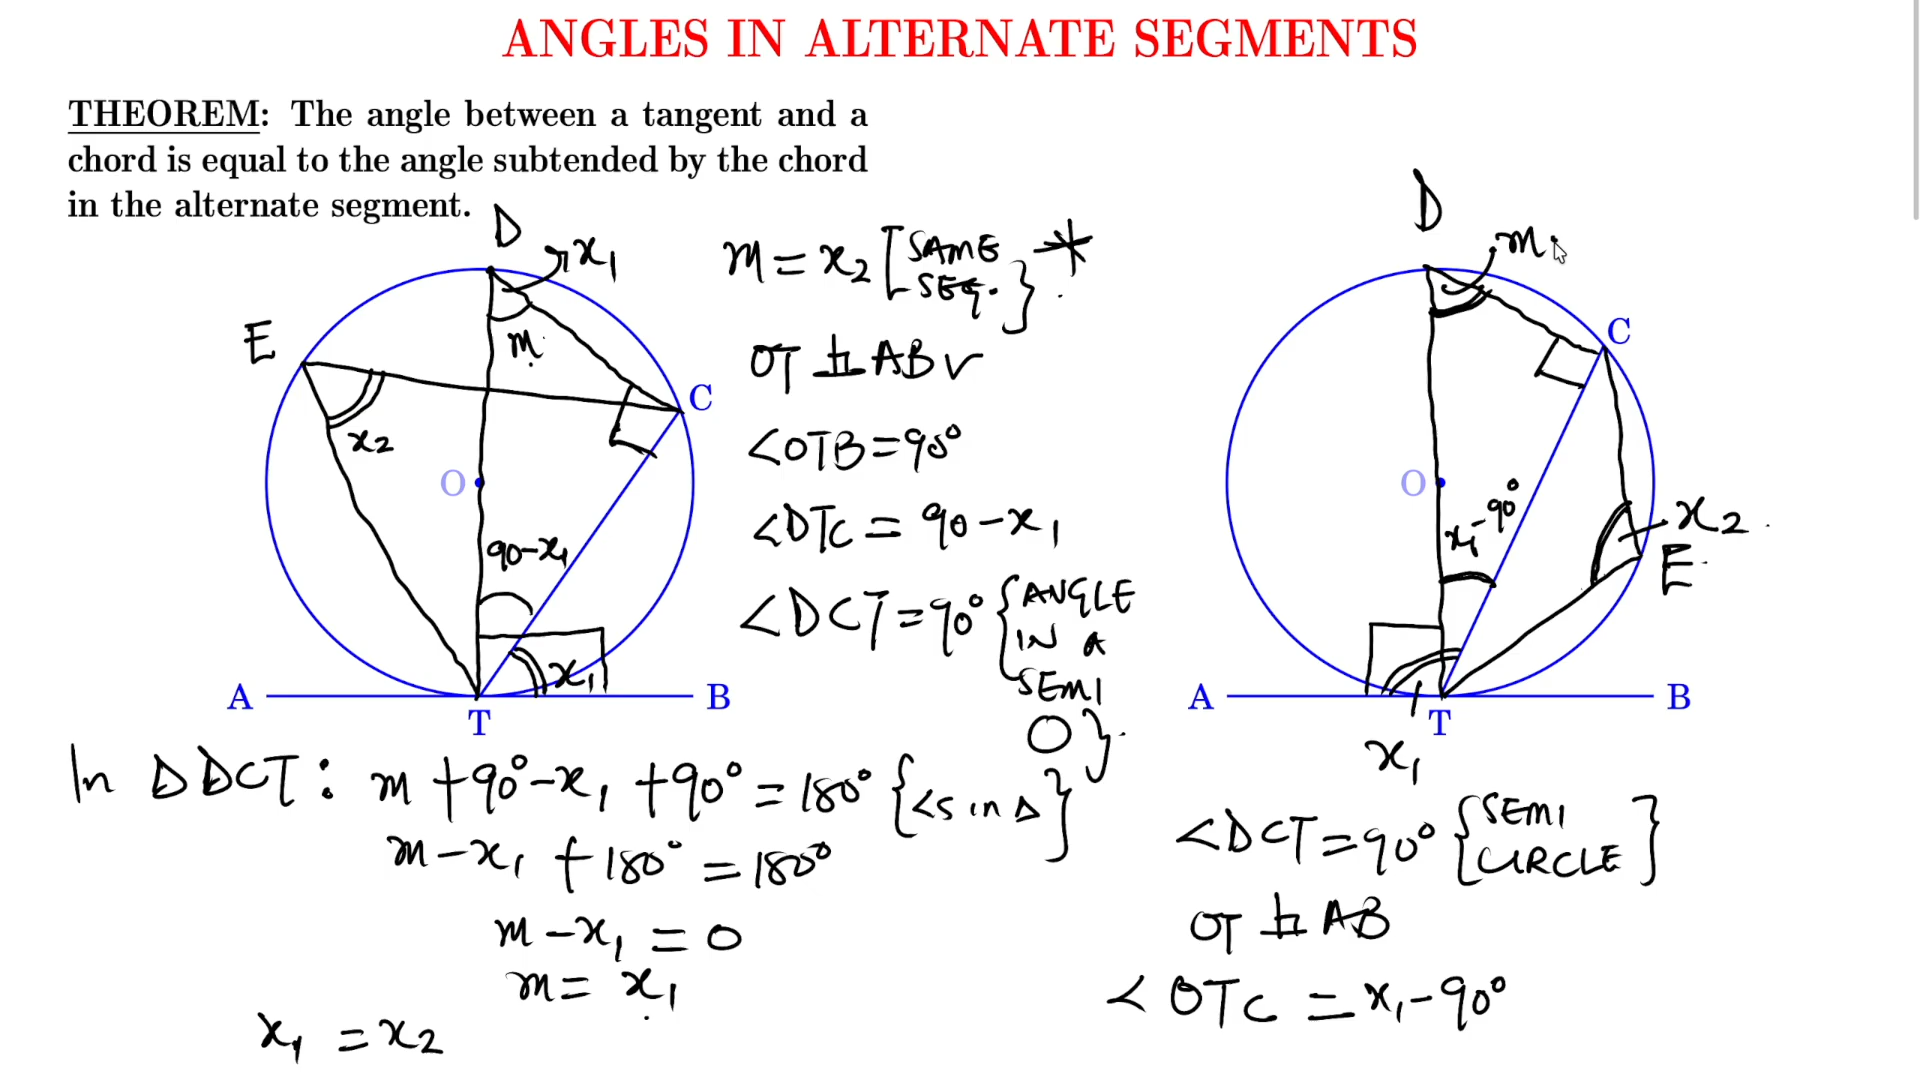 ANGLES IN ALTERNATE SEGMENTS
THEOREM: The angle between a tangent and a
chord is equal to the angle subtended by the chord
in the alternate segment.
D
x₁
E
m
x₂
C
O
90-x₁
x₁
A
T
B
m = x₂ [SAME
SEG.} *
OT ⊥ AB ✓
<OTB=90°
<DTC = 90-x₁
<DCT=90° {ANGLE
IN A
SEMI
O}.
In Δ DCT: m +90°-x₁ +90° = 180° {<s in Δ}
m-x₁ +180° = 180°
m-x₁ = 0
m= x₁
x₁ = x₂
D
m
C
O
x₁-90°
x₂
E
A
T
B
x₁
<DCT=90° {SEMI
CIRCLE}
OT ⊥ AB
<OTC = x₁-90°